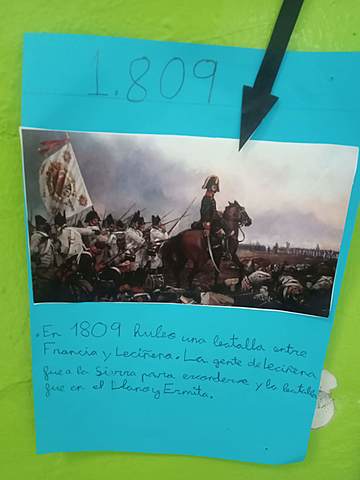 1.809
. En 1809 hubo una batalla entre
Francia y Leciñena. La gente de Leciñena
fue a la Sierra para esconderse y la batalla
fue en el Llano y Ermita.